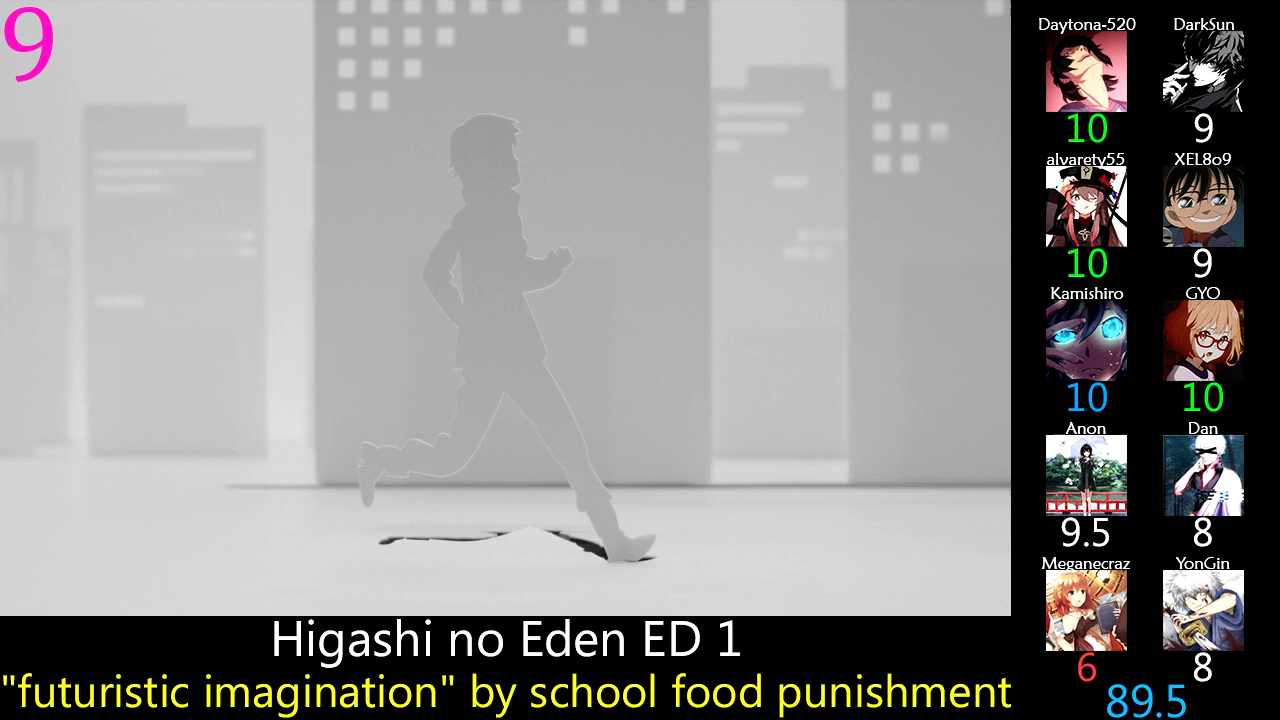 9
Daytona-520 DarkSun
10 9
alvarety55 XEL8o9
10 9
Kamishiro GYO
10 10
Anon Dan
9.5 8
Meganecraz YonGin
6 8
89.5
Higashi no Eden ED 1
"futuristic imagination" by school food punishment